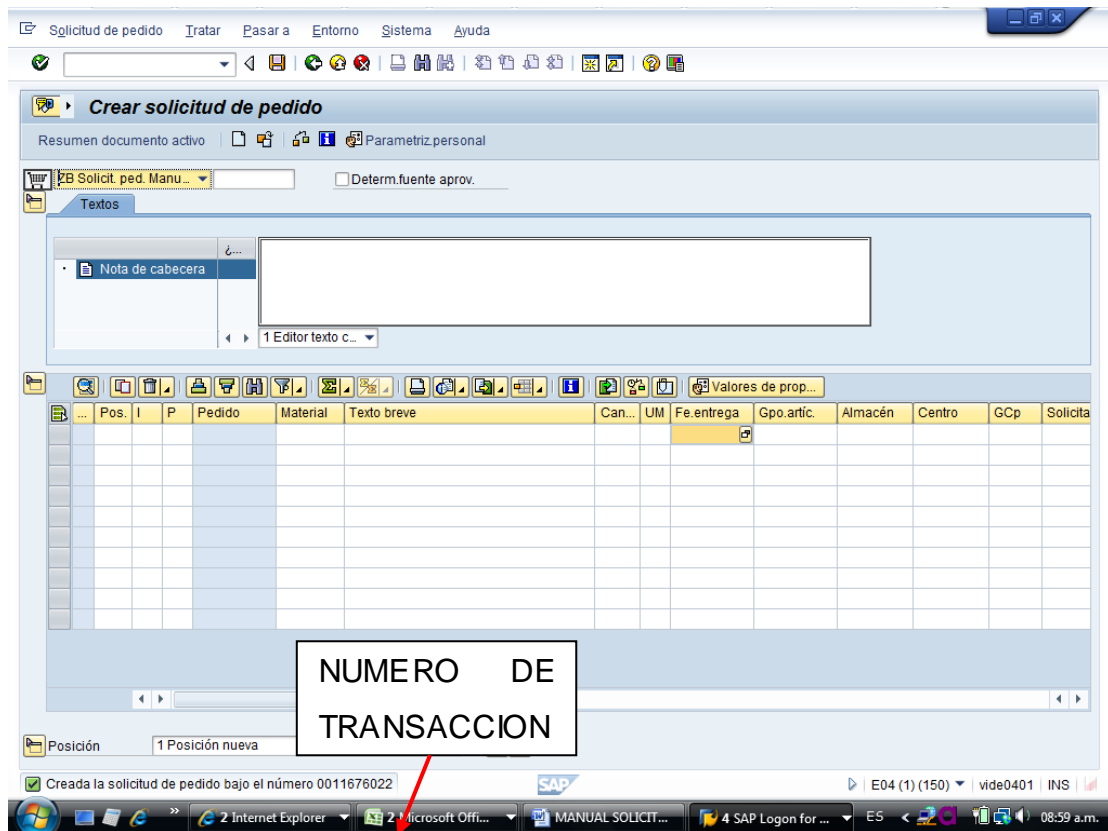 Solicitud de pedido Tratar Pasar a Entorno Sistema Ayuda
Crear solicitud de pedido
Resumen documento activo Parametriz.personal
ZB Solicit. ped. Manu... Determ.fuente aprov.
Textos
¿...
Nota de cabecera
1 Editor texto c...
Valores de prop...
... Pos. I P Pedido Material Texto breve Can... UM Fe.entrega Gpo.artíc. Almacén Centro GCp Solicita
NUMERO DE
TRANSACCION
Posición 1 Posición nueva
Creada la solicitud de pedido bajo el número 0011676022 SAP E04 (1) (150) vide0401 INS
2 Internet Explorer 2 Microsoft Offi... MANUAL SOLICIT... 4 SAP Logon for ... ES 08:59 a.m.